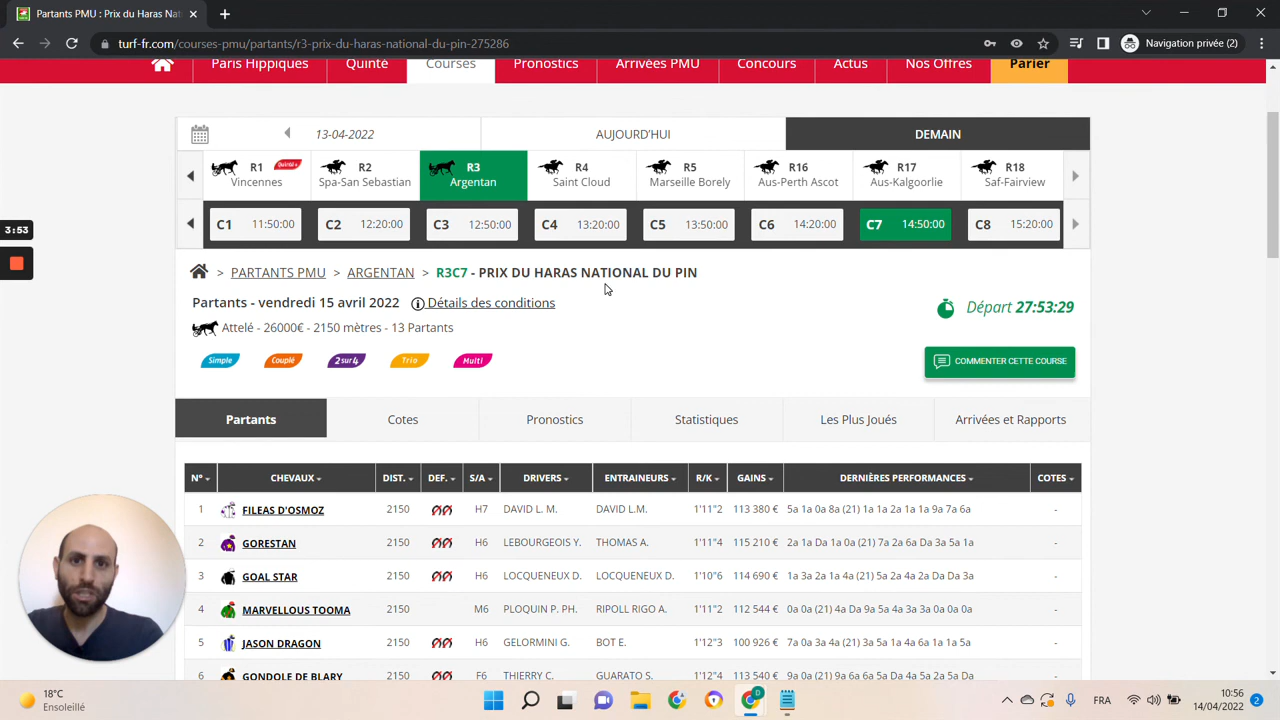 Partants PMU : Prix du Haras Nat
turf-fr.com/courses-pmu/partants/r3-prix-du-haras-national-du-pin-275286
Navigation privée (2)
Paris Hippiques Quinté Courses Pronostics Arrivées PMU Concours Actus Nos Offres Parier
13-04-2022 AUJOURD'HUI DEMAIN
R1 Quinté+ R2 R3 R4 R5 R16 R17 R18
Vincennes Spa-San Sebastian Argentan Saint Cloud Marseille Borely Aus-Perth Ascot Aus-Kalgoorlie Saf-Fairview
C1 11:50:00 C2 12:20:00 C3 12:50:00 C4 13:20:00 C5 13:50:00 C6 14:20:00 C7 14:50:00 C8 15:20:00
3:53
PARTANTS PMU > ARGENTAN > R3C7 - PRIX DU HARAS NATIONAL DU PIN
Partants - vendredi 15 avril 2022 Détails des conditions
Départ 27:53:29
Attelé - 26000€ - 2150 mètres - 13 Partants
Simple Couplé 2sur4 Trio Multi
COMMENTER CETTE COURSE
Partants Cotes Pronostics Statistiques Les Plus Joués Arrivées et Rapports
N° CHEVAUX DIST. DEF. S/A DRIVERS ENTRAINEURS R/K GAINS DERNIÈRES PERFORMANCES COTES
1 FILEAS D'OSMOZ 2150 H7 DAVID L. M. DAVID L.M. 1'11"2 113 380 € 5a 1a 0a 8a (21) 1a 1a 2a 1a 1a 9a 7a 6a -
2 GORESTAN 2150 H6 LEBOURGEOIS Y. THOMAS A. 1'11"4 115 210 € 2a 1a Da 1a 0a (21) 7a 2a 6a Da 3a 5a 1a -
3 GOAL STAR 2150 H6 LOCQUENEUX D. LOCQUENEUX D. 1'10"6 114 690 € 1a 3a 2a 1a 4a (21) 5a 2a 4a 2a Da Da 3a -
4 MARVELLOUS TOOMA 2150 M6 PLOQUIN P. PH. RIPOLL RIGO A. 1'11"2 112 544 € 0a 0a (21) 4a Da 9a 5a 4a 3a 3a 3a 0a 0a -
5 JASON DRAGON 2150 H6 GELORMINI G. BOT E. 1'12"3 100 926 € 7a 0a 3a 4a (21) 3a 5a 1a 4a 6a 1a 1a 5a -
6 GONDOLE DE BLARY 2150 F6 THIERRY C. GUARATO S. 1'12"4 113 540 € 9a 0a (21) 9a 6a 6a 5a Da 4a 5a 2a 5a Da -
18°C
Ensoleillé
FRA
10:56
14/04/2022
2